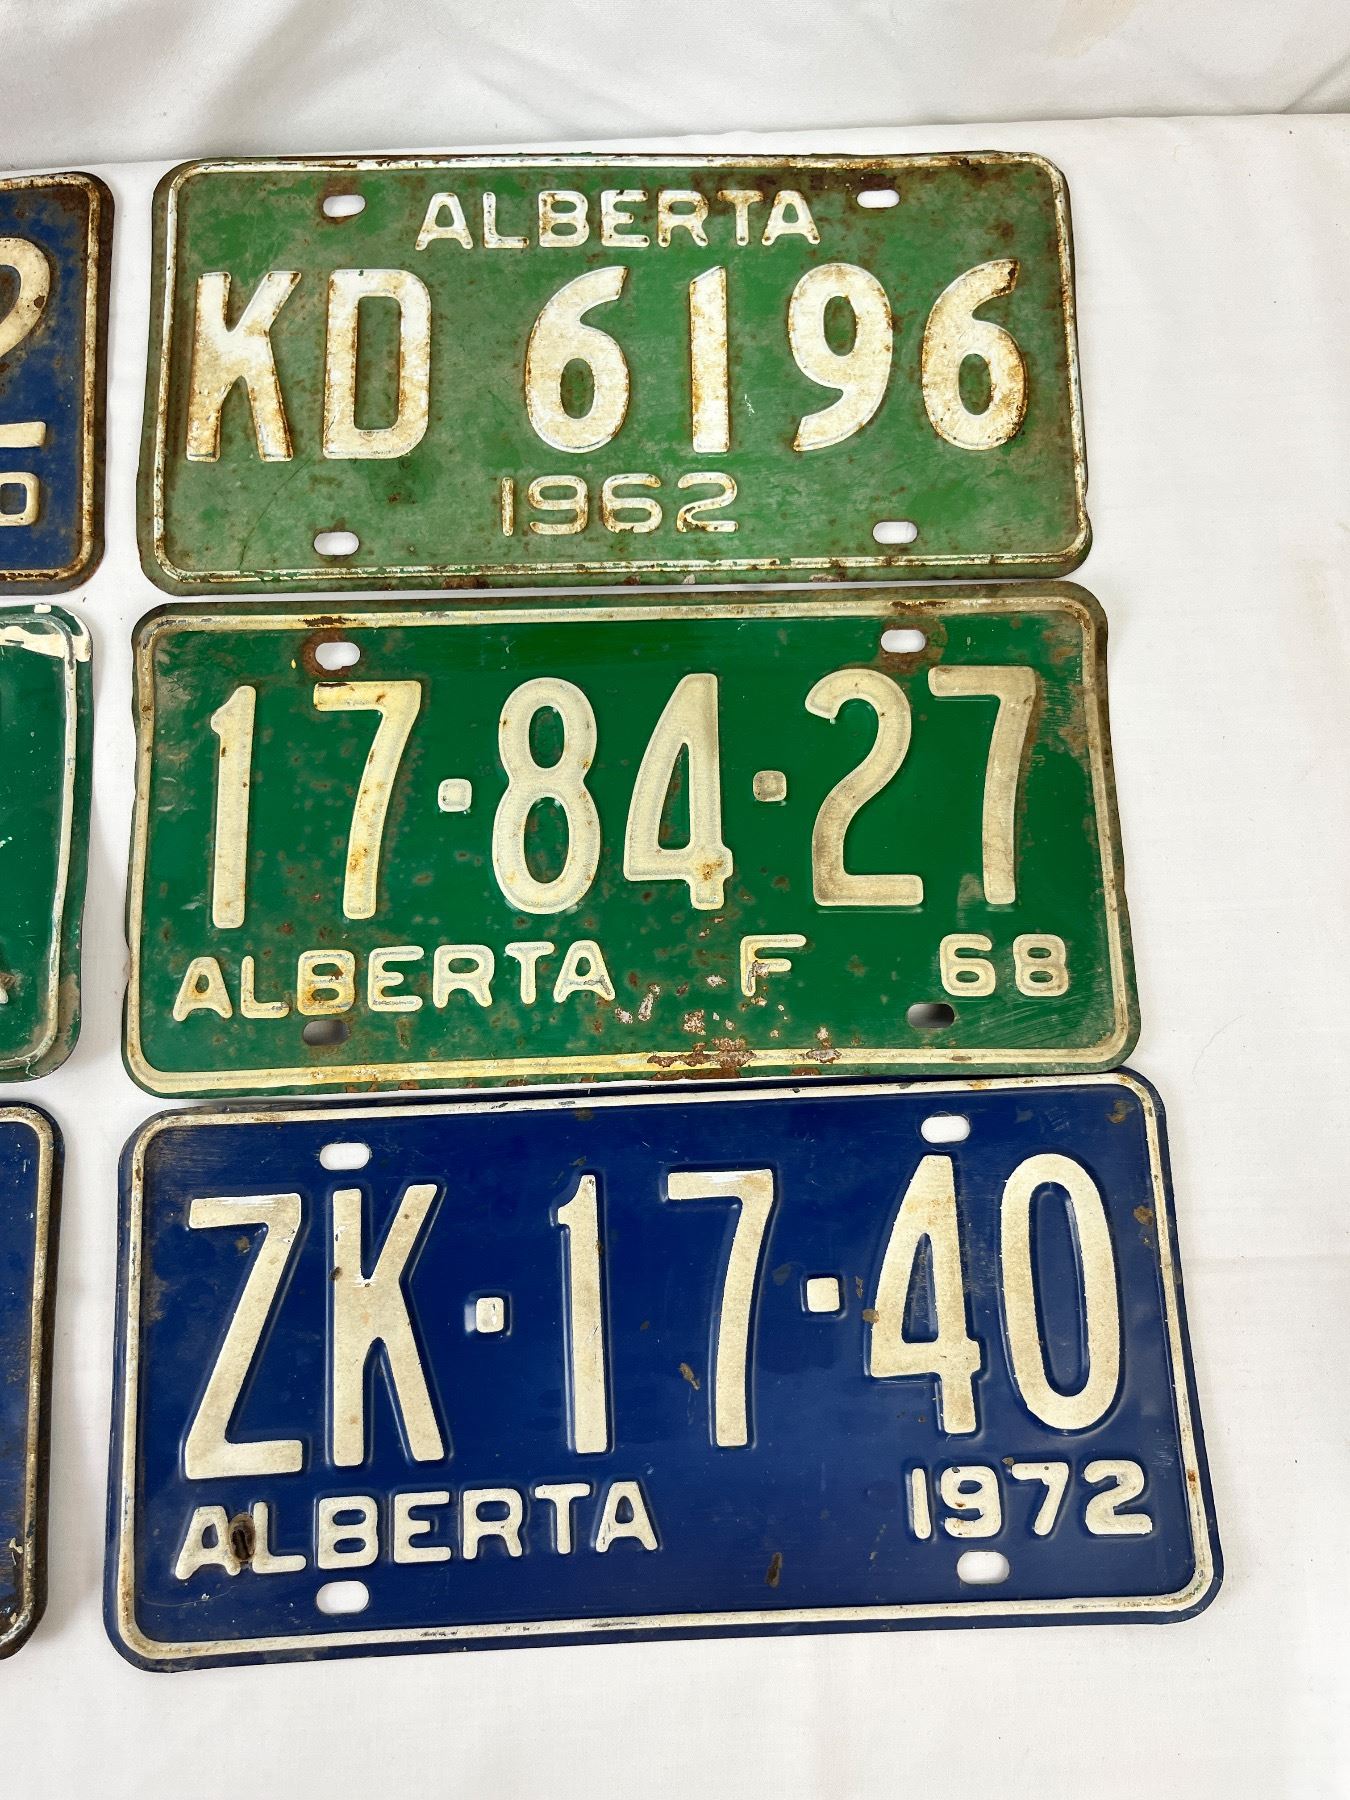 ALBERTA
KD 6196
1962
17·84·27
ALBERTA F 68
ZK·17·40
ALBERTA 1972